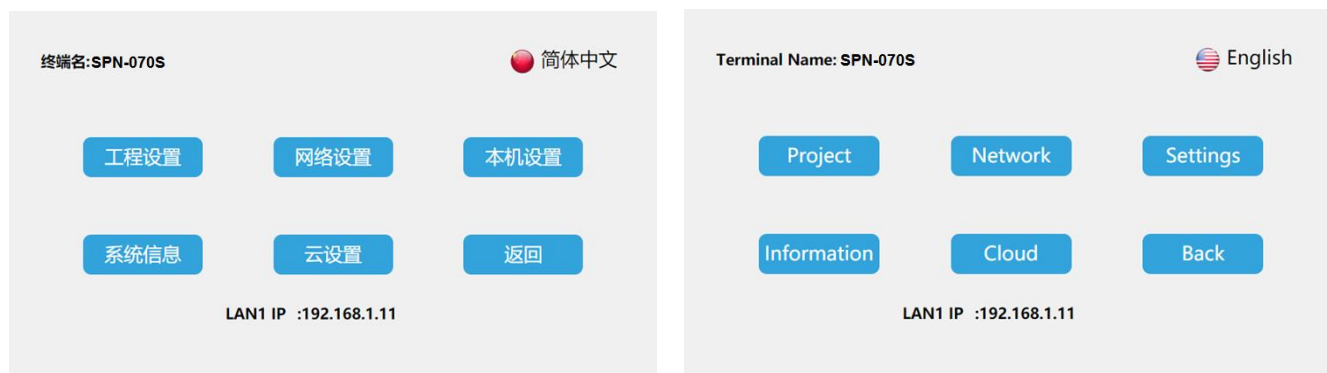 终端名:SPN-070S
简体中文
工程设置
网络设置
本机设置
系统信息
云设置
返回
LAN1 IP :192.168.1.11
Terminal Name: SPN-070S
English
Project
Network
Settings
Information
Cloud
Back
LAN1 IP :192.168.1.11